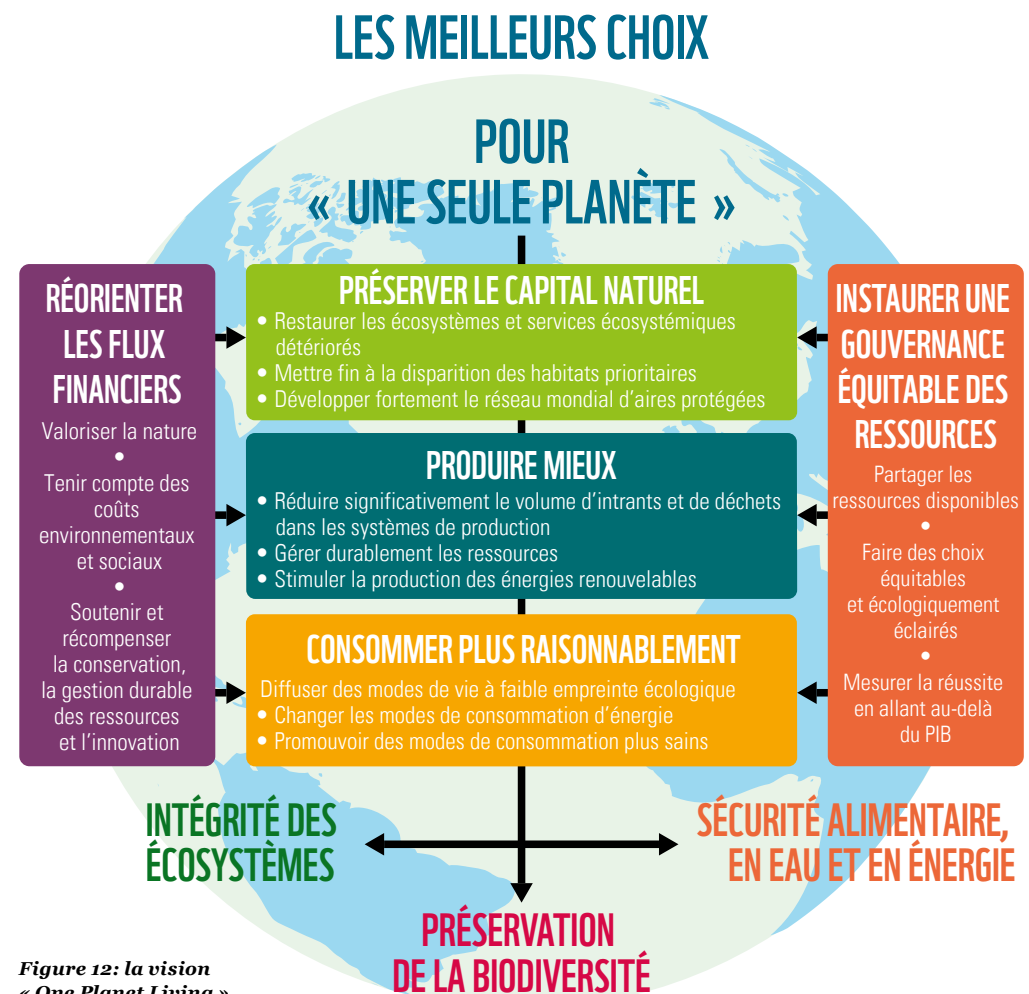 LES MEILLEURS CHOIX
POUR
« UNE SEULE PLANÈTE »
RÉORIENTER
LES FLUX
FINANCIERS
Valoriser la nature
•
Tenir compte des
coûts
environnementaux
et sociaux
•
Soutenir et
récompenser
la conservation,
la gestion durable
des ressources
et l’innovation
PRÉSERVER LE CAPITAL NATUREL
• Restaurer les écosystèmes et services écosystémiques
détériorés
• Mettre fin à la disparition des habitats prioritaires
• Développer fortement le réseau mondial d’aires protégées
PRODUIRE MIEUX
• Réduire significativement le volume d’intrants et de déchets
dans les systèmes de production
• Gérer durablement les ressources
• Stimuler la production des énergies renouvelables
CONSOMMER PLUS RAISONNABLEMENT
Diffuser des modes de vie à faible empreinte écologique
• Changer les modes de consommation d’énergie
• Promouvoir des modes de consommation plus sains
INSTAURER UNE
GOUVERNANCE
ÉQUITABLE DES
RESSOURCES
Partager les
ressources disponibles
•
Faire des choix
équitables
et écologiquement
éclairés
•
Mesurer la réussite
en allant au-delà
du PIB
INTÉGRITÉ DES
ÉCOSYSTÈMES
SÉCURITÉ ALIMENTAIRE,
EN EAU ET EN ÉNERGIE
PRÉSERVATION
DE LA BIODIVERSITÉ
Figure 12: la vision
« One Planet Living »